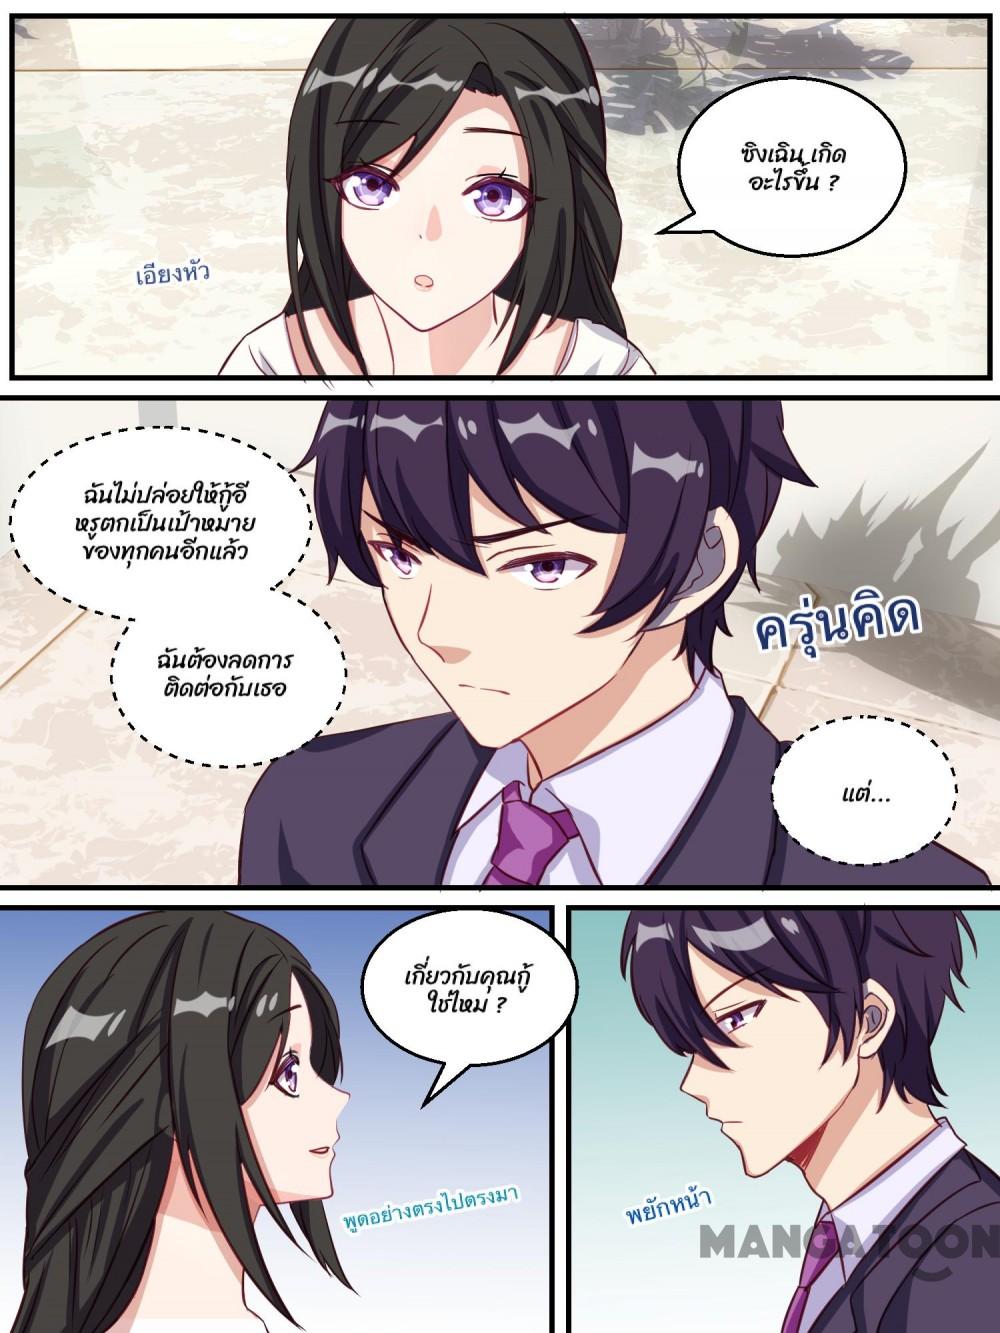 ซิงเฉิน เกิด
อะไรขึ้น ?
เอียงหัว
ฉันไม่ปล่อยให้กู้อี
หรูตกเป็นเป้าหมาย
ของทุกคนอีกแล้ว
ฉันต้องลดการ
ติดต่อกับเธอ
ครุ่นคิด
แต่...
เกี่ยวกับคุณกู้
ใช่ไหม ?
พูดอย่างตรงไปตรงมา
พยักหน้า
MANGATOON